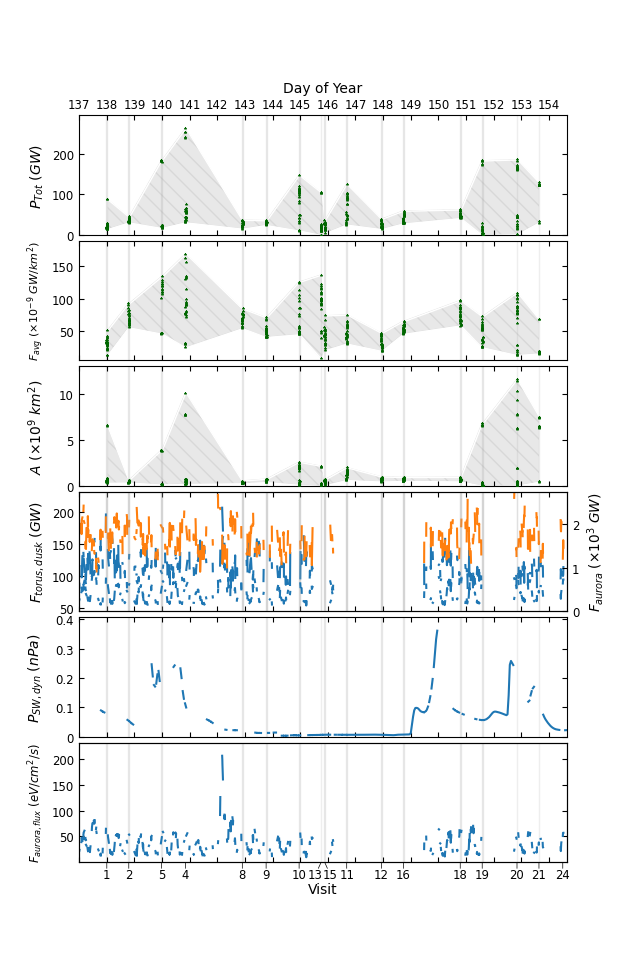 Day of Year
137 138 139 140 141 142 143 144 145 146 147 148 149 150 151 152 153 154
P_Tot (GW)
200
100
0
F_avg (×10^−9 GW/km^2)
150
100
50
A (×10^9 km^2)
10
5
0
F_torus,dusk (GW)
200
150
100
50
F_aurora (×10^3 GW)
2
1
0
P_SW,dyn (nPa)
0.4
0.3
0.2
0.1
0
F_aurora,flux (eV/cm^2/s)
200
150
100
50
1 2 5 4 8 9 10 13 15 11 12 16 18 19 20 21 24
Visit